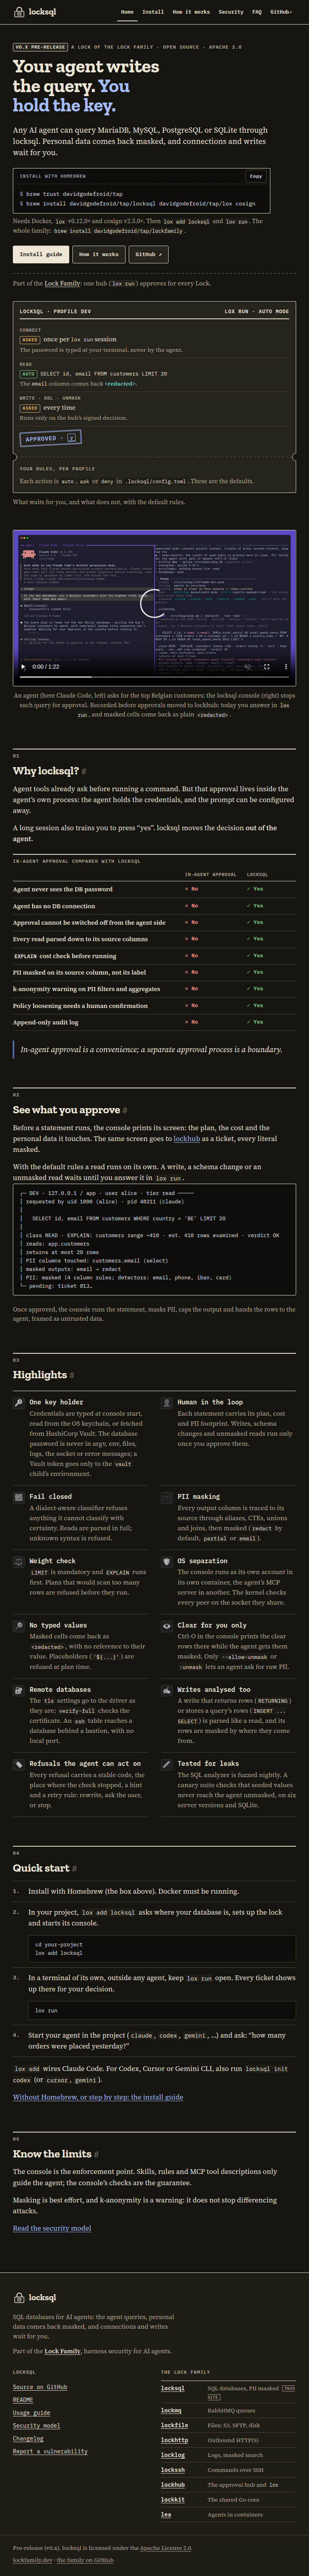 locksql
Home Install How it works Security FAQ GitHub↗
V0.X PRE-RELEASE A LOCK OF THE LOCK FAMILY · OPEN SOURCE · APACHE 2.0
Your agent writes
the query. You
hold the key.
Any AI agent can query MariaDB, MySQL, PostgreSQL or SQLite through
locksql. Personal data comes back masked, and connections and writes
wait for you.
INSTALL WITH HOMEBREW
Copy
$ brew trust davidgodefroid/tap
$ brew install davidgodefroid/tap/locksql davidgodefroid/tap/lox cosign
Needs Docker, lox v0.12.0+ and cosign v2.5.0+. Then lox add locksql and lox run. The
whole family: brew install davidgodefroid/tap/lockfamily.
Install guide How it works GitHub ↗
Part of the Lock Family: one hub (lox run) approves for every Lock.
LOCKSQL · PROFILE DEV LOX RUN · AUTO MODE
CONNECT
ASKED once per lox run session
The password is typed at your terminal, never by the agent.
READ
AUTO SELECT id, email FROM customers LIMIT 20
The email column comes back <redacted>.
WRITE · DDL · UNMASK
ASKED every time
Runs only on the hub's signed decision.
APPROVED · y
YOUR RULES, PER PROFILE
Each action is auto, ask or deny in .locksql/config.toml. These are the defaults.
What waits for you, and what does not, with the default rules.
0:00 / 1:22
An agent (here Claude Code, left) asks for the top Belgian customers; the locksql console (right) stops
each query for approval. Recorded before approvals moved to lockhub: today you answer in lox
run, and masked cells come back as plain <redacted>.
01
Why locksql? #
Agent tools already ask before running a command. But that approval lives inside the
agent's own process: the agent holds the credentials, and the prompt can be configured
away.
A long session also trains you to press “yes”. locksql moves the decision out of the
agent.
IN-AGENT APPROVAL COMPARED WITH LOCKSQL
IN-AGENT APPROVAL LOCKSQL
Agent never sees the DB password × No ✓ Yes
Agent has no DB connection × No ✓ Yes
Approval cannot be switched off from the agent side × No ✓ Yes
Every read parsed down to its source columns × No ✓ Yes
EXPLAIN cost check before running × No ✓ Yes
PII masked on its source column, not its label × No ✓ Yes
k-anonymity warning on PII filters and aggregates × No ✓ Yes
Policy loosening needs a human confirmation × No ✓ Yes
Append-only audit log × No ✓ Yes
In-agent approval is a convenience; a separate approval process is a boundary.
02
See what you approve #
Before a statement runs, the console prints its screen: the plan, the cost and the
personal data it touches. The same screen goes to lockhub as a ticket, every literal
masked.
With the default rules a read runs on its own. A write, a schema change or an
unmasked read waits until you answer it in lox run.
DEV · 127.0.0.1 / app · user alice · tier read
requested by uid 1000 (alice) · pid 48211 (claude)
SELECT id, email FROM customers WHERE country = 'BE' LIMIT 20
class READ · EXPLAIN: customers range ~410 · est. 410 rows examined · verdict OK
reads: app.customers
returns at most 20 rows
PII columns touched: customers.email (select)
masked outputs: email → redact
PII: masked (4 column rules; detectors: email, phone, iban, card)
pending: ticket 013…
Once approved, the console runs the statement, masks PII, caps the output and hands the rows to the
agent, framed as untrusted data.
03
Highlights #
One key holder
Credentials are typed at console start,
read from the OS keychain, or fetched
from HashiCorp Vault. The database
password is never in argv, env, files,
logs, the socket or error messages; a
Vault token goes only to the vault
child's environment.
Human in the loop
Each statement carries its plan, cost
and PII footprint. Writes, schema
changes and unmasked reads run only
once you approve them.
Fail closed
A dialect-aware classifier refuses
anything it cannot classify with
certainty. Reads are parsed in full;
unknown syntax is refused.
PII masking
Every output column is traced to its
source through aliases, CTEs, unions
and joins, then masked (redact by
default, partial or email).
Weight check
LIMIT is mandatory and EXPLAIN runs
first. Plans that would scan too many
rows are refused before they run.
OS separation
The console runs as its own account in
its own container, the agent's MCP
server in another. The kernel checks
every peer on the socket they share.
No typed values
Masked cells come back as
<redacted>, with no reference to their
value. Placeholders ('${...}') are
refused at plan time.
Clear for you only
Ctrl-O in the console prints the clear
rows there while the agent gets them
masked. Only --allow-unmask or
:unmask lets an agent ask for raw PII.
Remote databases
The tls settings go to the driver as
they are; verify-full checks the
certificate. An ssh table reaches a
database behind a bastion, with no
local port.
Writes analysed too
A write that returns rows (RETURNING)
or stores a query's rows (INSERT ...
SELECT) is parsed like a read, and its
rows are masked by where they come
from.
Refusals the agent can act on
Every refusal carries a stable code, the
place where the check stopped, a hint
and a retry rule: rewrite, ask the user,
or stop.
Tested for leaks
The SQL analyzer is fuzzed nightly. A
canary suite checks that seeded values
never reach the agent unmasked, on six
server versions and SQLite.
04
Quick start #
1. Install with Homebrew (the box above). Docker must be running.
2. In your project, lox add locksql asks where your database is, sets up the lock
and starts its console.
cd your-project
lox add locksql
3. In a terminal of its own, outside any agent, keep lox run open. Every ticket shows
up there for your decision.
lox run
4. Start your agent in the project (claude, codex, gemini, …) and ask: “how many
orders were placed yesterday?”
lox add wires Claude Code. For Codex, Cursor or Gemini CLI, also run locksql init
codex (or cursor, gemini).
Without Homebrew, or step by step: the install guide
05
Know the limits #
The console is the enforcement point. Skills, rules and MCP tool descriptions only
guide the agent; the console's checks are the guarantee.
Masking is best effort, and k-anonymity is a warning: it does not stop differencing
attacks.
Read the security model
locksql
SQL databases for AI agents: the agent queries, personal
data comes back masked, and connections and writes
wait for you.
Part of the Lock Family, harness security for AI agents.
LOCKSQL
Source on GitHub
README
Usage guide
Security model
Changelog
Report a vulnerability
THE LOCK FAMILY
locksql SQL databases, PII masked THIS SITE
lockmq RabbitMQ queues
lockfile Files: S3, SFTP, disk
lockhttp Outbound HTTP(S)
locklog Logs, masked search
lockssh Commands over SSH
lockhub The approval hub and lox
lockkit The shared Go core
lea Agents in containers
Pre-release (v0.x). locksql is licensed under the Apache License 2.0.
lockfamily.dev · the family on GitHub